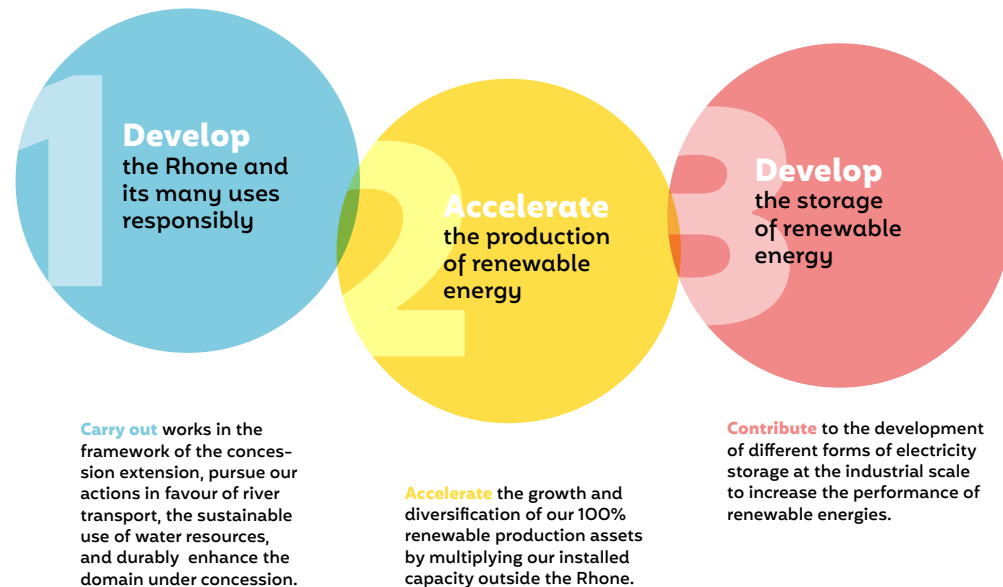 1
Develop
the Rhone and
its many uses
responsibly
2
Accelerate
the production
of renewable
energy
3
Develop
the storage
of renewable
energy
Carry out works in the
framework of the conces-
sion extension, pursue our
actions in favour of river
transport, the sustainable
use of water resources,
and durably enhance the
domain under concession.
Accelerate the growth and
diversification of our 100%
renewable production assets
by multiplying our installed
capacity outside the Rhone.
Contribute to the development
of different forms of electricity
storage at the industrial scale
to increase the performance of
renewable energies.